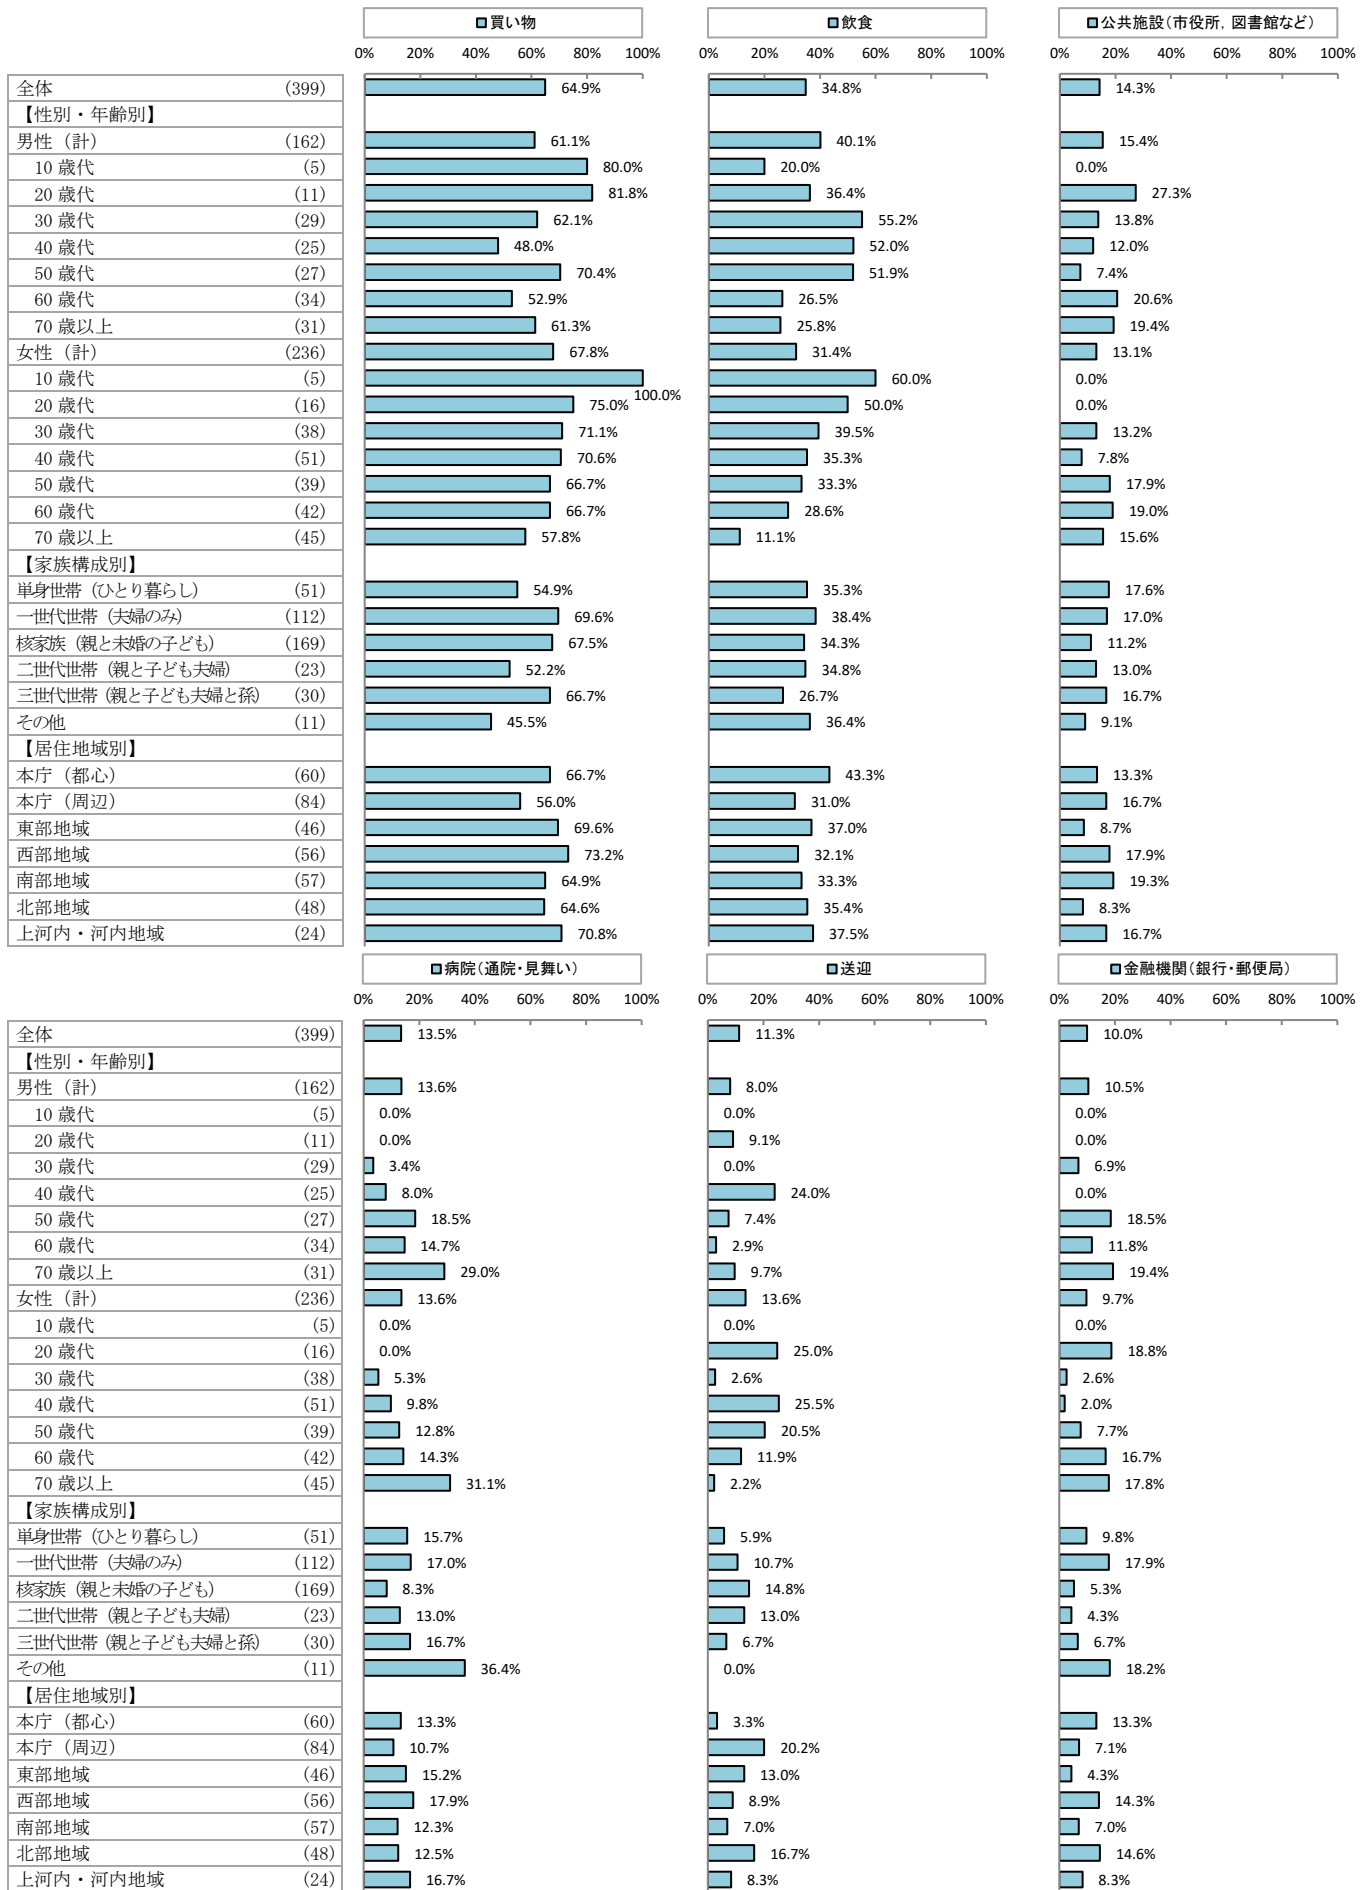 買い物 飲食 公共施設(市役所, 図書館など)
0% 20% 40% 60% 80% 100% 0% 20% 40% 60% 80% 100% 0% 20% 40% 60% 80% 100%
全体 (399) 64.9% 34.8% 14.3%
【性別・年齢別】
男性(計) (162) 61.1% 40.1% 15.4%
10 歳代 (5) 80.0% 20.0% 0.0%
20 歳代 (11) 81.8% 36.4% 27.3%
30 歳代 (29) 62.1% 55.2% 13.8%
40 歳代 (25) 48.0% 52.0% 12.0%
50 歳代 (27) 70.4% 51.9% 7.4%
60 歳代 (34) 52.9% 26.5% 20.6%
70 歳以上 (31) 61.3% 25.8% 19.4%
女性(計) (236) 67.8% 31.4% 13.1%
10 歳代 (5) 100.0% 60.0% 0.0%
20 歳代 (16) 75.0% 50.0% 0.0%
30 歳代 (38) 71.1% 39.5% 13.2%
40 歳代 (51) 70.6% 35.3% 7.8%
50 歳代 (39) 66.7% 33.3% 17.9%
60 歳代 (42) 66.7% 28.6% 19.0%
70 歳以上 (45) 57.8% 11.1% 15.6%
【家族構成別】
単身世帯(ひとり暮らし) (51) 54.9% 35.3% 17.6%
一世代世帯(夫婦のみ) (112) 69.6% 38.4% 17.0%
核家族(親と未婚の子ども) (169) 67.5% 34.3% 11.2%
二世代世帯(親と子ども夫婦) (23) 52.2% 34.8% 13.0%
三世代世帯(親と子ども夫婦と孫) (30) 66.7% 26.7% 16.7%
その他 (11) 45.5% 36.4% 9.1%
【居住地域別】
本庁(都心) (60) 66.7% 43.3% 13.3%
本庁(周辺) (84) 56.0% 31.0% 16.7%
東部地域 (46) 69.6% 37.0% 8.7%
西部地域 (56) 73.2% 32.1% 17.9%
南部地域 (57) 64.9% 33.3% 19.3%
北部地域 (48) 64.6% 35.4% 8.3%
上河内・河内地域 (24) 70.8% 37.5% 16.7%
病院(通院・見舞い) 送迎 金融機関(銀行・郵便局)
0% 20% 40% 60% 80% 100% 0% 20% 40% 60% 80% 100% 0% 20% 40% 60% 80% 100%
全体 (399) 13.5% 11.3% 10.0%
【性別・年齢別】
男性(計) (162) 13.6% 8.0% 10.5%
10 歳代 (5) 0.0% 0.0% 0.0%
20 歳代 (11) 0.0% 9.1% 0.0%
30 歳代 (29) 3.4% 0.0% 6.9%
40 歳代 (25) 8.0% 24.0% 0.0%
50 歳代 (27) 18.5% 7.4% 18.5%
60 歳代 (34) 14.7% 2.9% 11.8%
70 歳以上 (31) 29.0% 9.7% 19.4%
女性(計) (236) 13.6% 13.6% 9.7%
10 歳代 (5) 0.0% 0.0% 0.0%
20 歳代 (16) 0.0% 25.0% 18.8%
30 歳代 (38) 5.3% 2.6% 2.6%
40 歳代 (51) 9.8% 25.5% 2.0%
50 歳代 (39) 12.8% 20.5% 7.7%
60 歳代 (42) 14.3% 11.9% 16.7%
70 歳以上 (45) 31.1% 2.2% 17.8%
【家族構成別】
単身世帯(ひとり暮らし) (51) 15.7% 5.9% 9.8%
一世代世帯(夫婦のみ) (112) 17.0% 10.7% 17.9%
核家族(親と未婚の子ども) (169) 8.3% 14.8% 5.3%
二世代世帯(親と子ども夫婦) (23) 13.0% 13.0% 4.3%
三世代世帯(親と子ども夫婦と孫) (30) 16.7% 6.7% 6.7%
その他 (11) 36.4% 0.0% 18.2%
【居住地域別】
本庁(都心) (60) 13.3% 3.3% 13.3%
本庁(周辺) (84) 10.7% 20.2% 7.1%
東部地域 (46) 15.2% 13.0% 4.3%
西部地域 (56) 17.9% 8.9% 14.3%
南部地域 (57) 12.3% 7.0% 7.0%
北部地域 (48) 12.5% 16.7% 14.6%
上河内・河内地域 (24) 16.7% 8.3% 8.3%